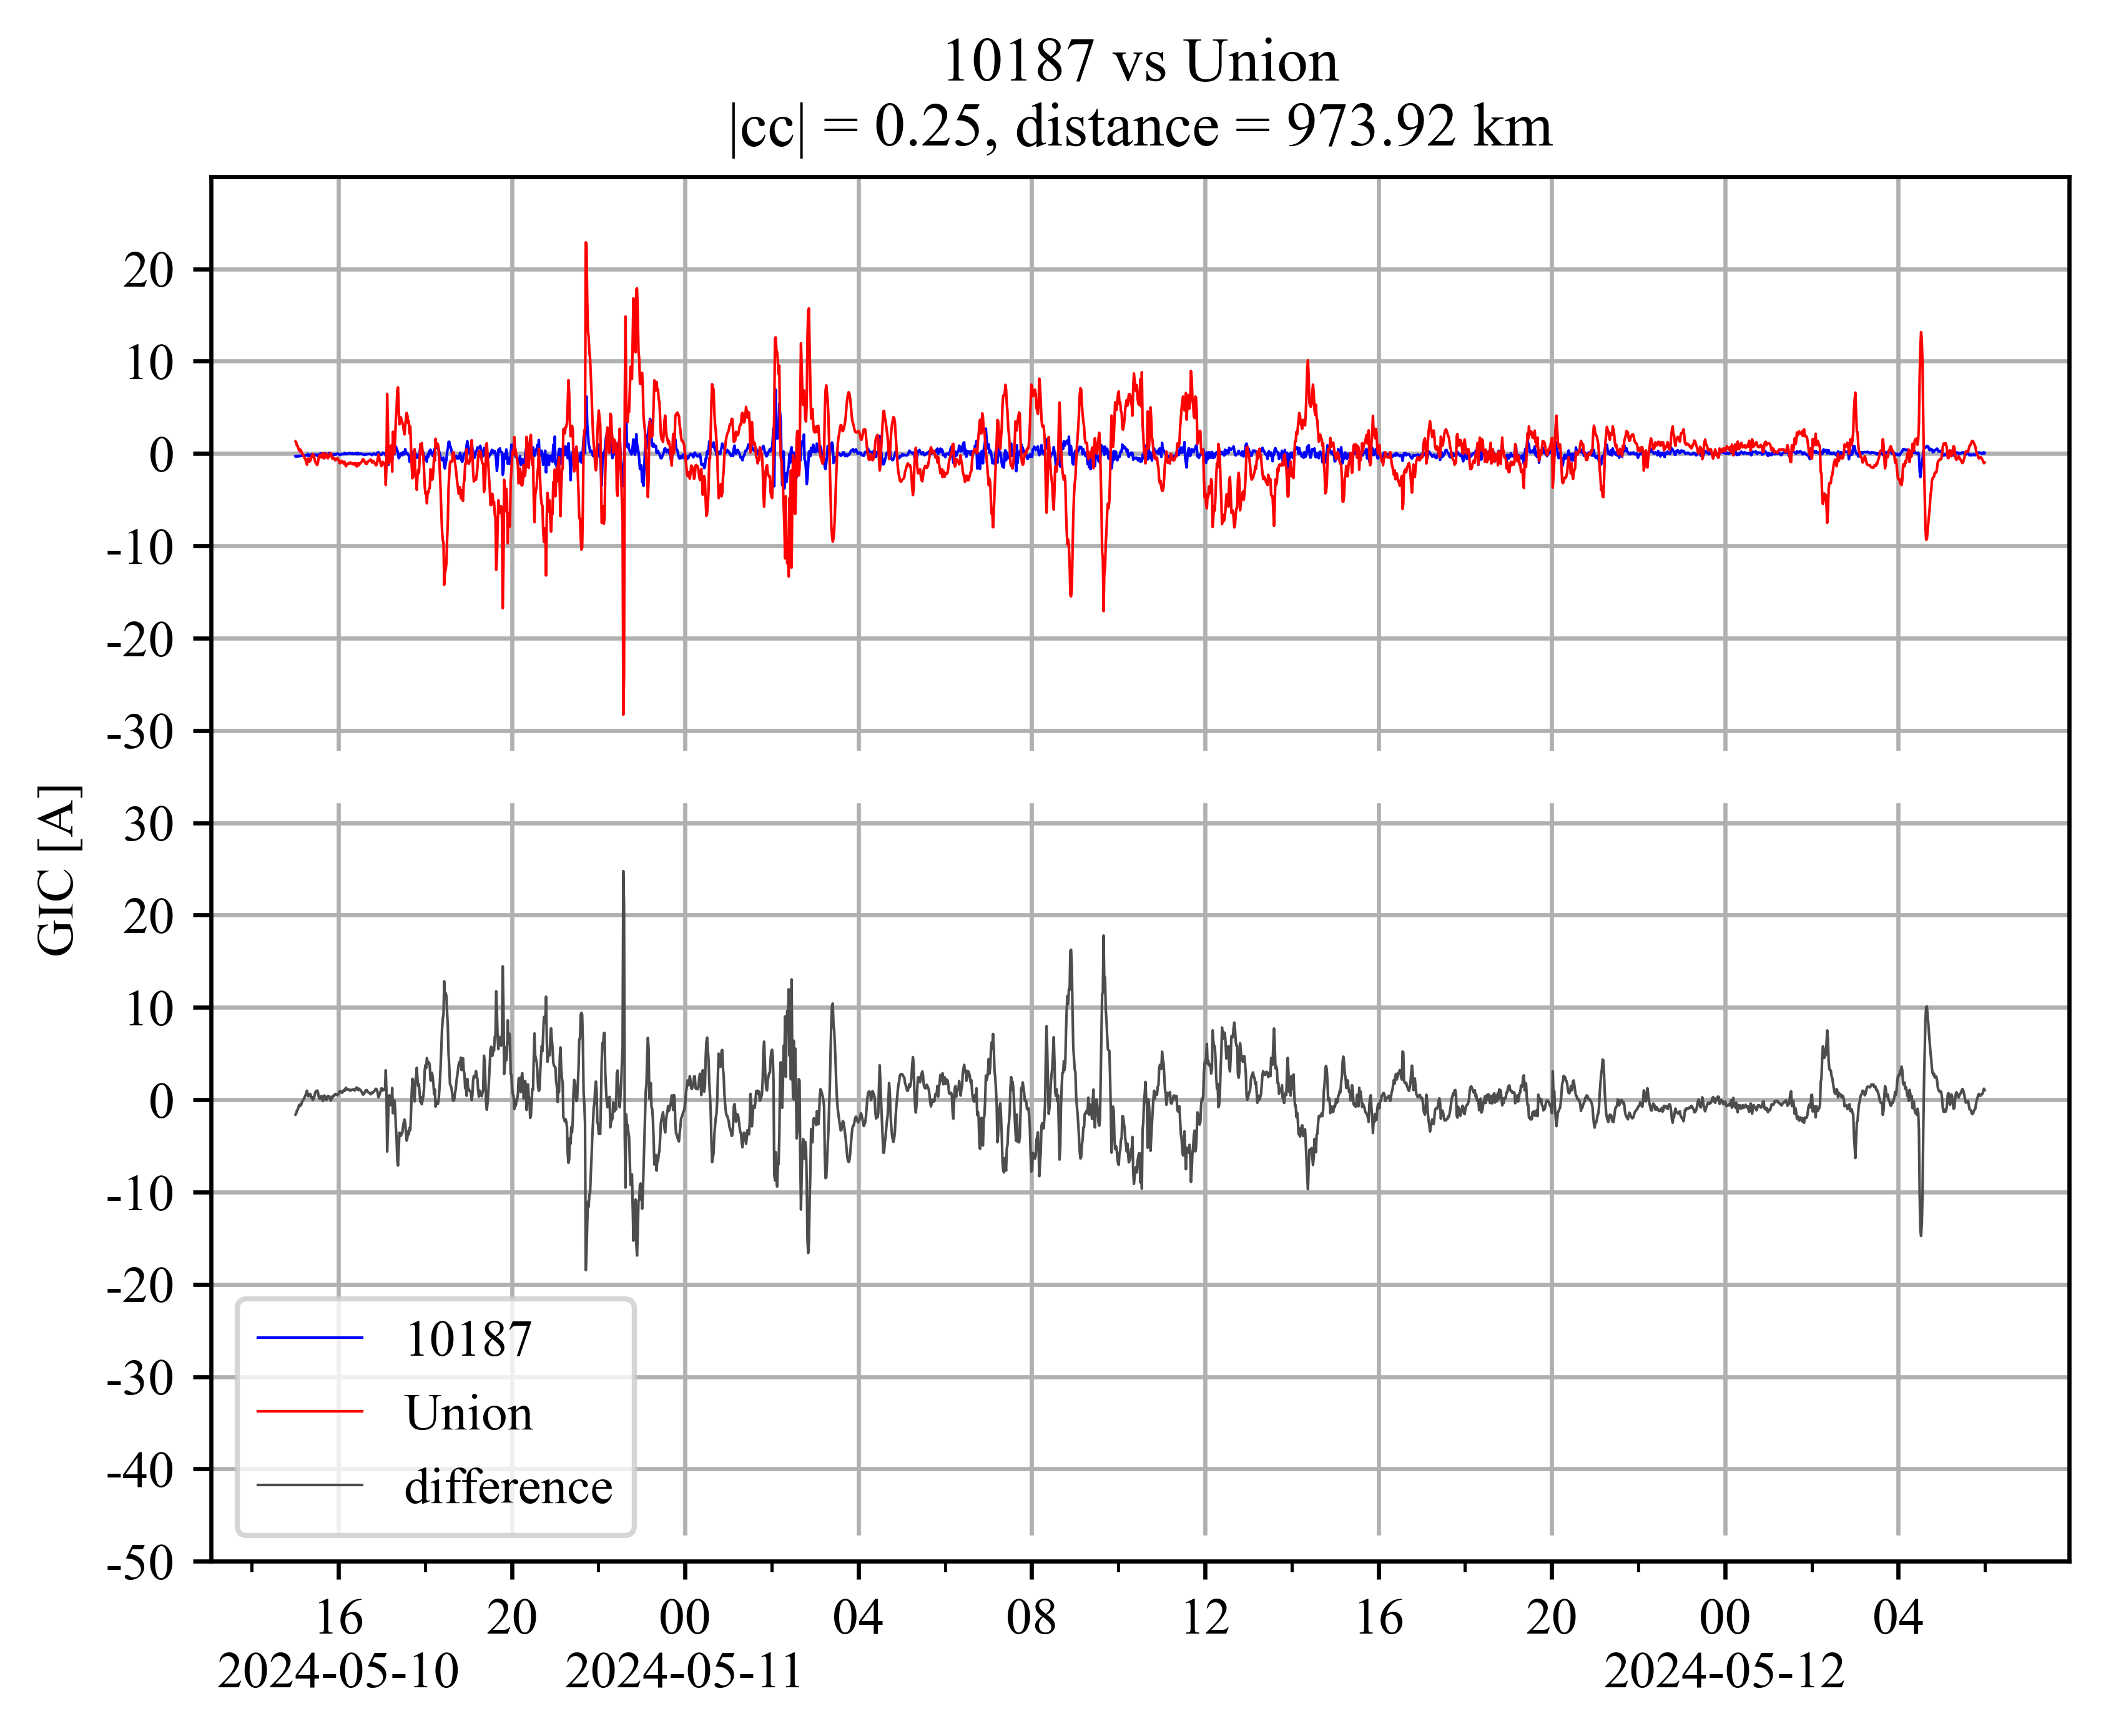 10187 vs Union
|cc| = 0.25, distance = 973.92 km
20
10
0
-10
-20
-30
30
20
10
0
-10
-20
-30
-40
-50
GIC [A]
10187
Union
difference
16 20 00 04 08 12 16 20 00 04
2024-05-10 2024-05-11 2024-05-12